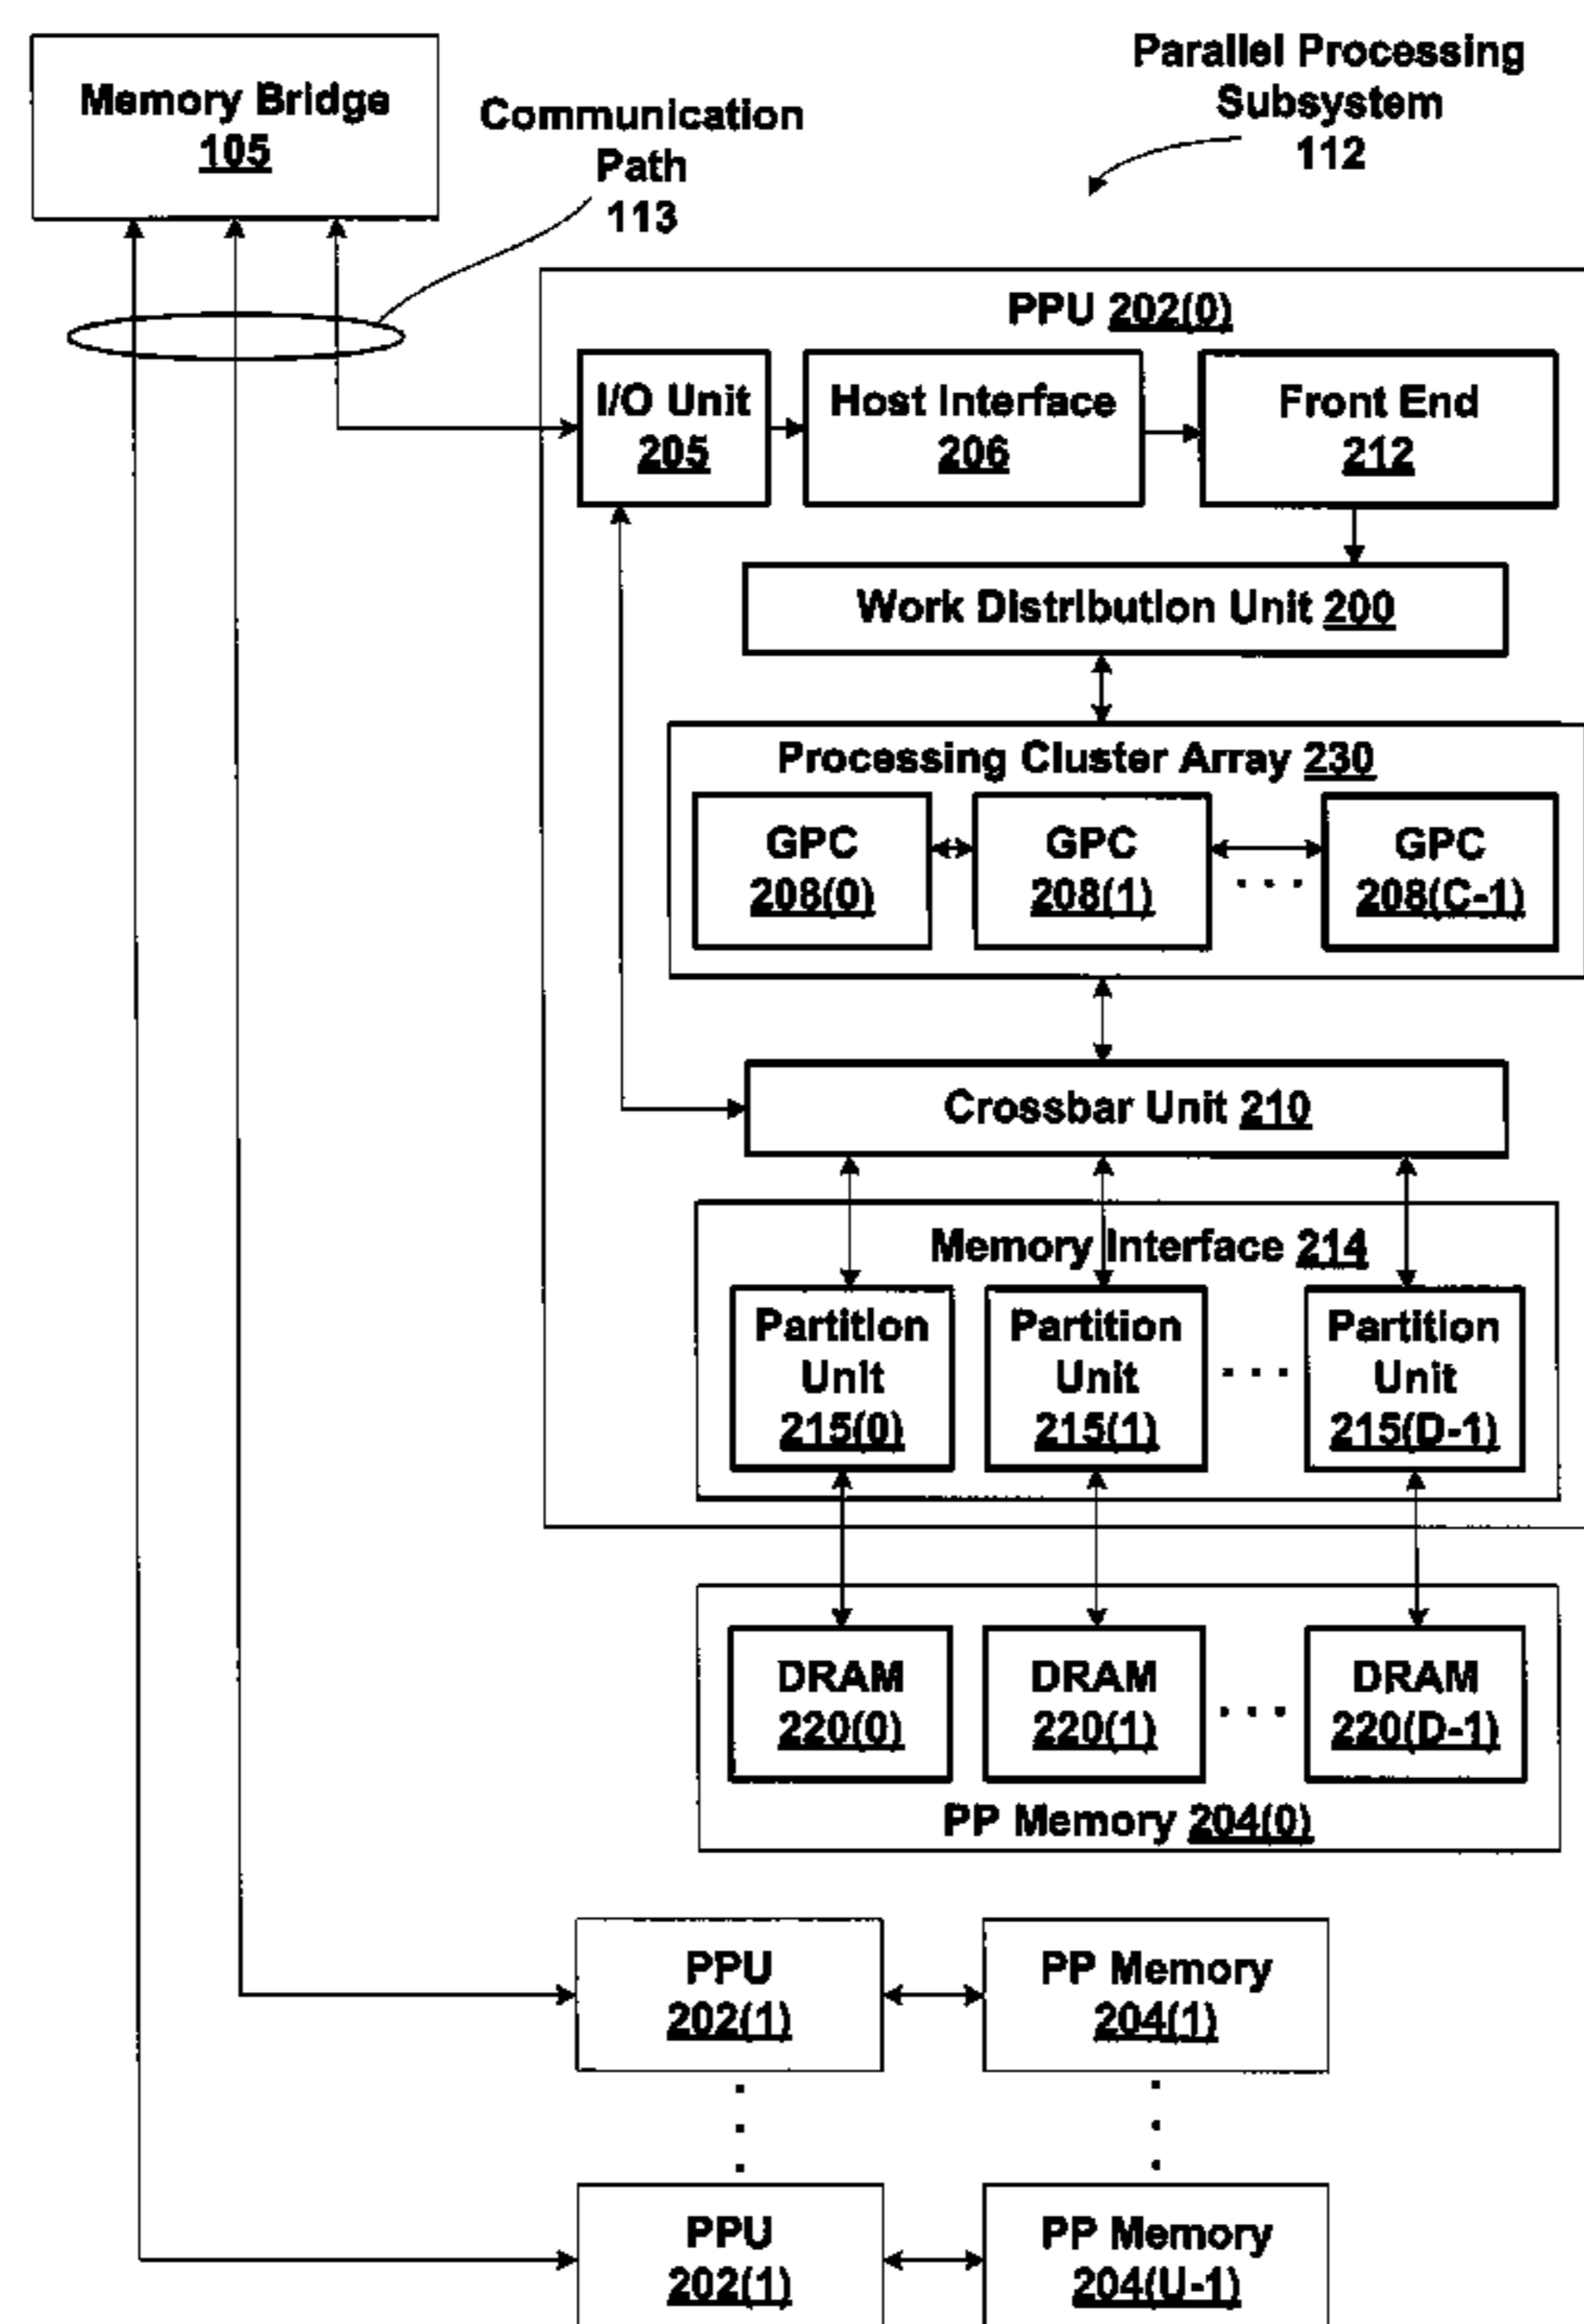 Memory Bridge
105
Communication
Path
113
Parallel Processing
Subsystem
112
PPU 202(0)
I/O Unit
205
Host Interface
206
Front End
212
Work Distribution Unit 200
Processing Cluster Array 230
GPC
208(0)
GPC
208(1)
. . .
GPC
208(C-1)
Crossbar Unit 210
Memory Interface 214
Partition
Unit
215(0)
Partition
Unit
215(1)
. . .
Partition
Unit
215(D-1)
DRAM
220(0)
DRAM
220(1)
. . .
DRAM
220(D-1)
PP Memory 204(0)
PPU
202(1)
PP Memory
204(1)
PPU
202(1)
PP Memory
204(U-1)